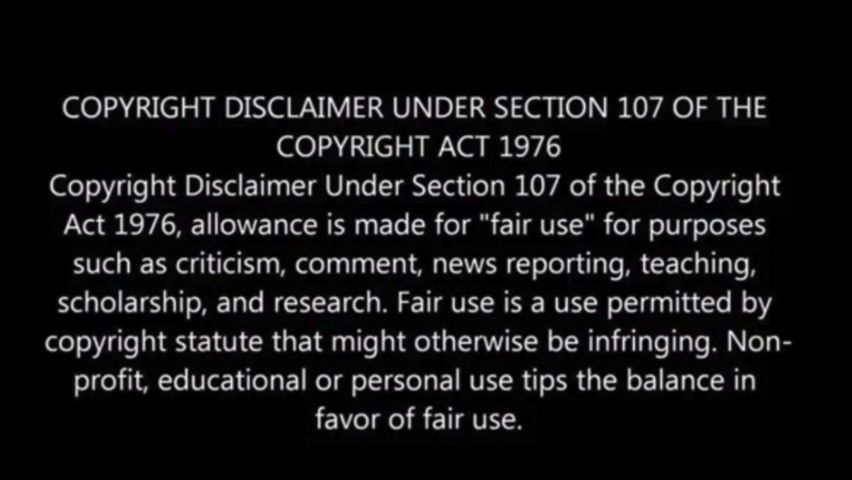 COPYRIGHT DISCLAIMER UNDER SECTION 107 OF THE
COPYRIGHT ACT 1976
Copyright Disclaimer Under Section 107 of the Copyright
Act 1976, allowance is made for "fair use" for purposes
such as criticism, comment, news reporting, teaching,
scholarship, and research. Fair use is a use permitted by
copyright statute that might otherwise be infringing. Non-
profit, educational or personal use tips the balance in
favor of fair use.